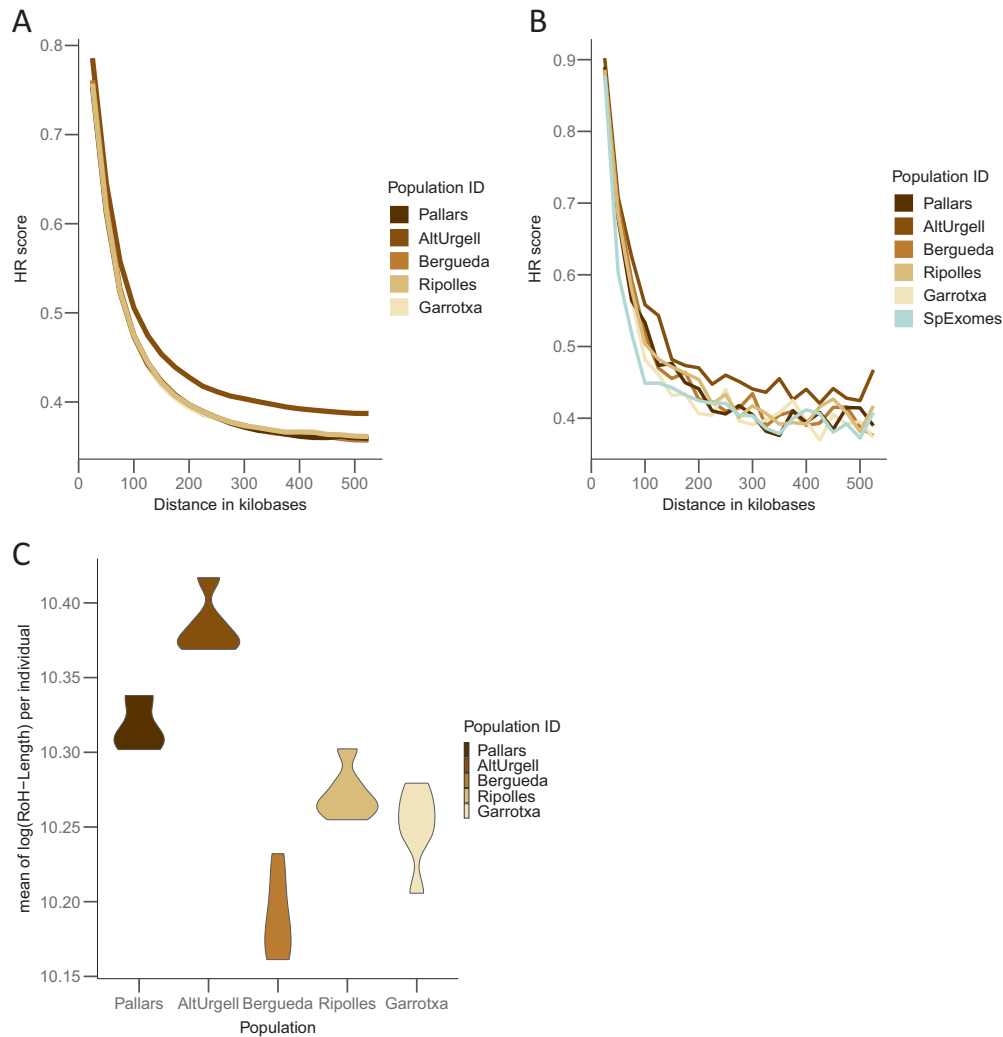 A
0.8
0.7
0.6
0.5
0.4
HR score
0 100 200 300 400 500
Distance in kilobases
Population ID
Pallars
AltUrgell
Bergueda
Ripolles
Garrotxa
B
0.9
0.8
0.7
0.6
0.5
0.4
HR score
0 100 200 300 400 500
Distance in kilobases
Population ID
Pallars
AltUrgell
Bergueda
Ripolles
Garrotxa
SpExomes
C
10.40
10.35
10.30
10.25
10.20
10.15
mean of log(RoH−Length) per individual
Pallars AltUrgell Bergueda Ripolles Garrotxa
Population
Population ID
Pallars
AltUrgell
Bergueda
Ripolles
Garrotxa